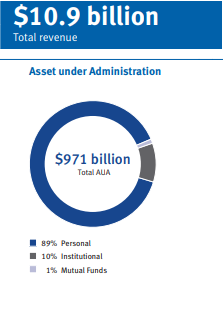 $10.9 billion
Total revenue
Asset under Administration
$971 billion
Total AUA
89% Personal
10% Institutional
1% Mutual Funds